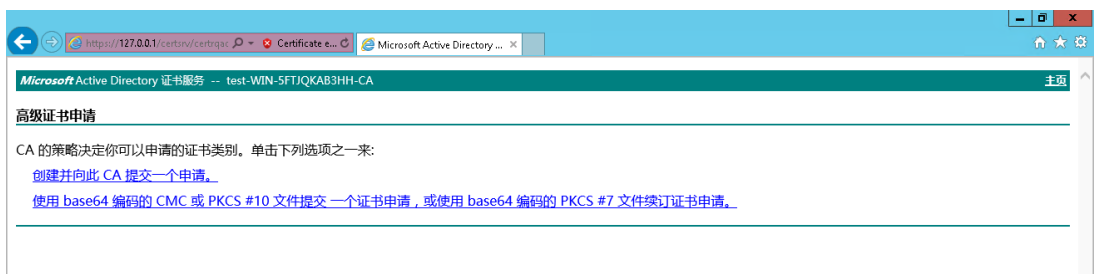 https://127.0.0.1/certsrv/certrqac
Certificate e...
Microsoft Active Directory ...
Microsoft Active Directory 证书服务 -- test-WIN-5FTJQKAB3HH-CA
主页
高级证书申请
CA 的策略决定你可以申请的证书类别。单击下列选项之一来:
创建并向此 CA 提交一个申请。
使用 base64 编码的 CMC 或 PKCS #10 文件提交 一个证书申请，或使用 base64 编码的 PKCS #7 文件续订证书申请。